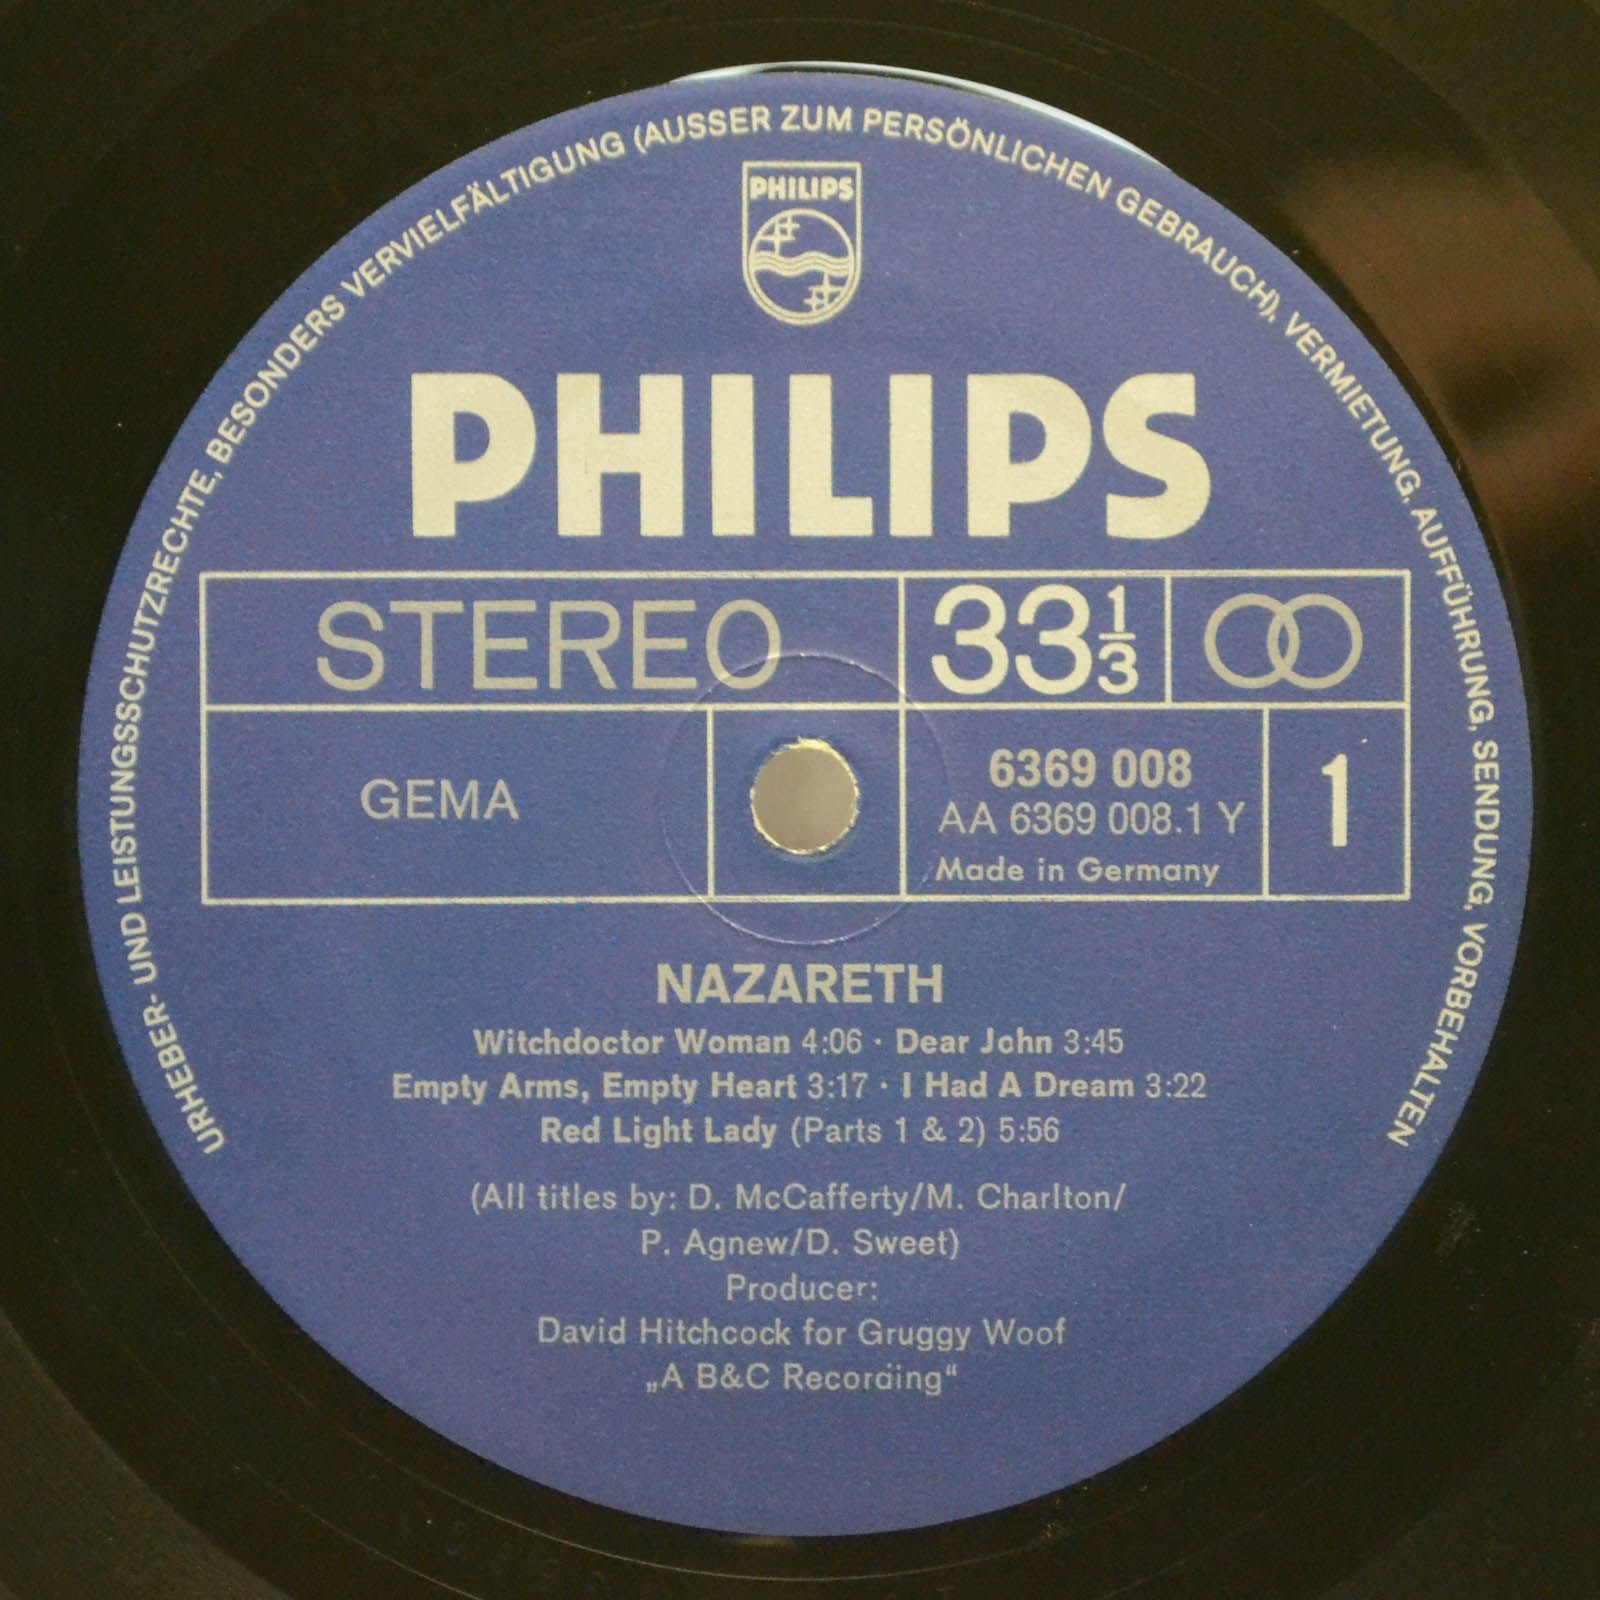 URHEBER- UND LEISTUNGSSCHUTZRECHTE, BESONDERS VERVIELFÄLTIGUNG (AUSSER ZUM PERSÖNLICHEN GEBRAUCH), VERMIETUNG, AUFFÜHRUNG, SENDUNG, VORBEHALTEN
PHILIPS
PHILIPS
STEREO 33 1/3
GEMA
6369 008
AA 6369 008.1 Y
Made in Germany
1
NAZARETH
Witchdoctor Woman 4:06 · Dear John 3:45
Empty Arms, Empty Heart 3:17 · I Had A Dream 3:22
Red Light Lady (Parts 1 & 2) 5:56
(All titles by: D. McCafferty/M. Charlton/
P. Agnew/D. Sweet)
Producer:
David Hitchcock for Gruggy Woof
„A B&C Recording“